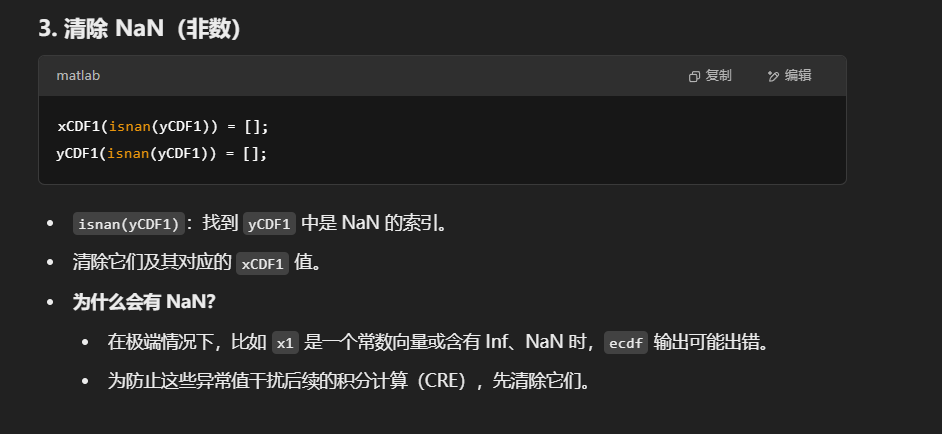 3. 清除 NaN（非数）
matlab 复制 编辑
xCDF1(isnan(yCDF1)) = [];
yCDF1(isnan(yCDF1)) = [];
• isnan(yCDF1)：找到 yCDF1 中是 NaN 的索引。
• 清除它们及其对应的 xCDF1 值。
• 为什么会有 NaN？
• 在极端情况下，比如 x1 是一个常数向量或含有 Inf、NaN 时，ecdf 输出可能出错。
• 为防止这些异常值干扰后续的积分计算（CRE），先清除它们。